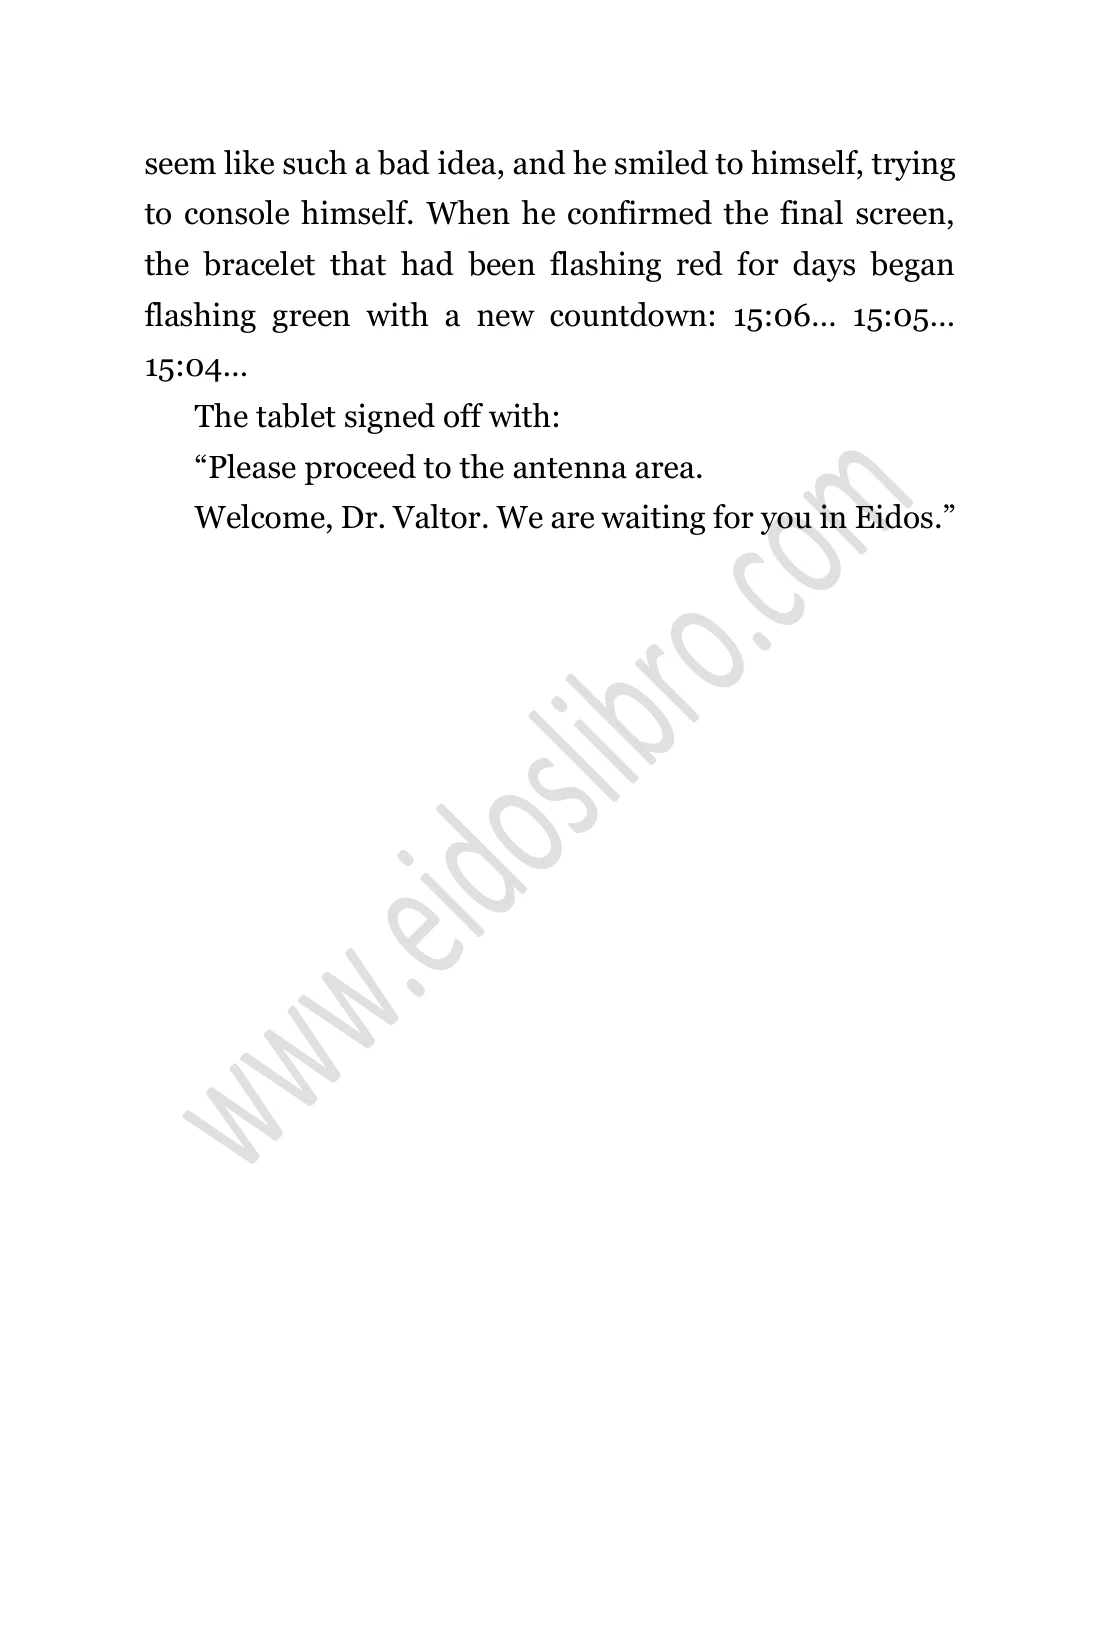 seem like such a bad idea, and he smiled to himself, trying
to console himself. When he confirmed the final screen,
the bracelet that had been flashing red for days began
flashing green with a new countdown: 15:06… 15:05…
15:04…
The tablet signed off with:
“Please proceed to the antenna area.
Welcome, Dr. Valtor. We are waiting for you in Eidos.”
www.eidoslibro.com